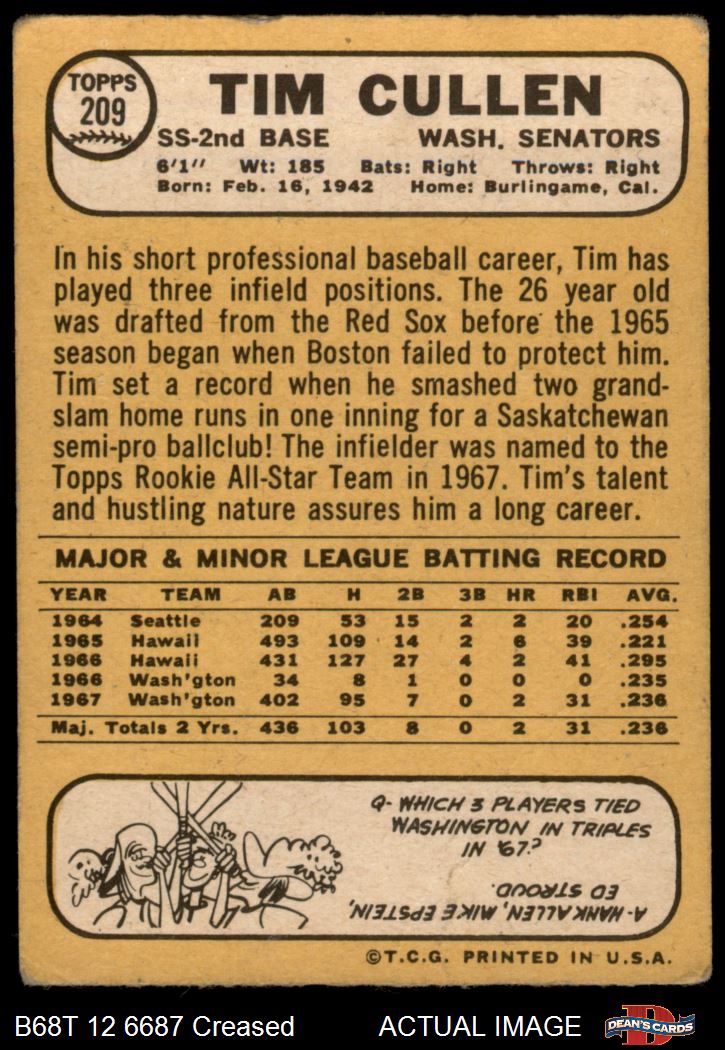 TOPPS
209
TIM CULLEN
SS-2nd BASE WASH. SENATORS
6'1" Wt: 185 Bats: Right Throws: Right
Born: Feb. 16, 1942 Home: Burlingame, Cal.
In his short professional baseball career, Tim has
played three infield positions. The 26 year old
was drafted from the Red Sox before the 1965
season began when Boston failed to protect him.
Tim set a record when he smashed two grand-
slam home runs in one inning for a Saskatchewan
semi-pro ballclub! The infielder was named to the
Topps Rookie All-Star Team in 1967. Tim's talent
and hustling nature assures him a long career.
MAJOR & MINOR LEAGUE BATTING RECORD
YEAR TEAM AB H 2B 3B HR RBI AVG.
1964 Seattle 209 53 15 2 2 20 .254
1965 Hawaii 493 109 14 2 6 39 .221
1966 Hawaii 431 127 27 4 2 41 .295
1966 Wash'gton 34 8 1 0 0 0 .235
1967 Wash'gton 402 95 7 0 2 31 .236
Maj. Totals 2 Yrs. 436 103 8 0 2 31 .236
Q- WHICH 3 PLAYERS TIED
WASHINGTON IN TRIPLES
IN '67?
A-HANK ALLEN, MIKE EPSTEIN,
ED STROUD.
©T.C.G. PRINTED IN U.S.A.
B68T 12 6687 Creased ACTUAL IMAGE
D
DEAN'S CARDS